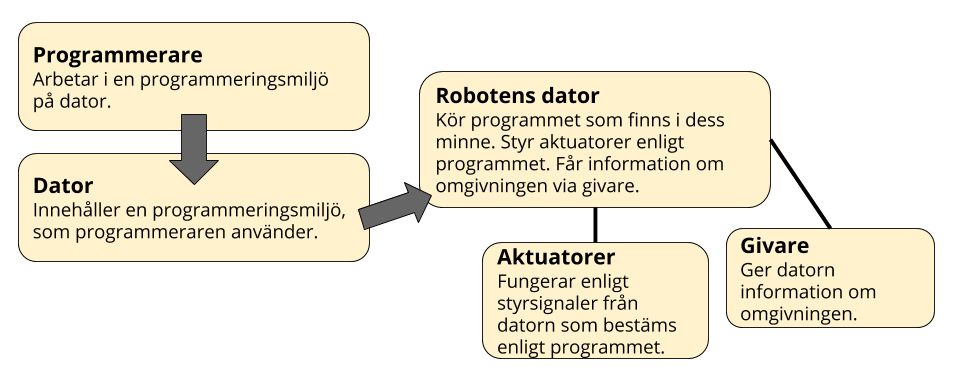 Programmerare
Arbetar i en programmeringsmiljö
på dator.
Dator
Innehåller en programmeringsmiljö,
som programmeraren använder.
Robotens dator
Kör programmet som finns i dess
minne. Styr aktuatorer enligt
programmet. Får information om
omgivningen via givare.
Aktuatorer
Fungerar enligt
styrsignaler från
datorn som bestäms
enligt programmet.
Givare
Ger datorn
information om
omgivningen.